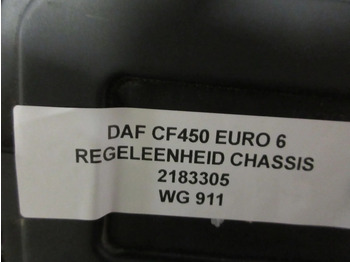 DAF CF450 EURO 6
REGELEENHEID CHASSIS
2183305
WG 911